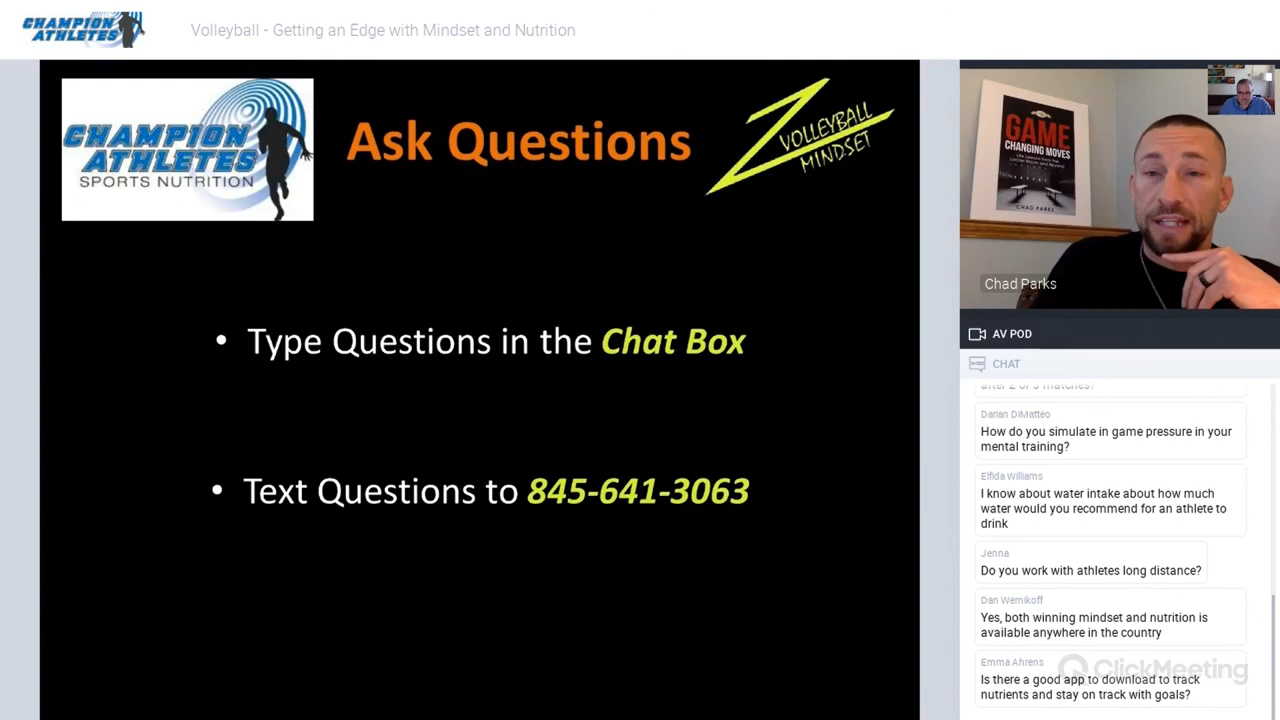 CHAMPION
ATHLETES
Volleyball - Getting an Edge with Mindset and Nutrition
CHAMPION
ATHLETES
SPORTS NUTRITION
Ask Questions
VOLLEYBALL
MINDSET
• Type Questions in the Chat Box
• Text Questions to 845-641-3063
GAME
CHANGING MOVES
CHAD PARKS
Chad Parks
AV POD
CHAT
after 2 or 3 matches?
Darian DiMatteo
How do you simulate in game pressure in your
mental training?
Elfida Williams
I know about water intake about how much
water would you recommend for an athlete to
drink
Jenna
Do you work with athletes long distance?
Dan Wernikoff
Yes, both winning mindset and nutrition is
available anywhere in the country
Emma Ahrens
Is there a good app to download to track
nutrients and stay on track with goals?
ClickMeeting